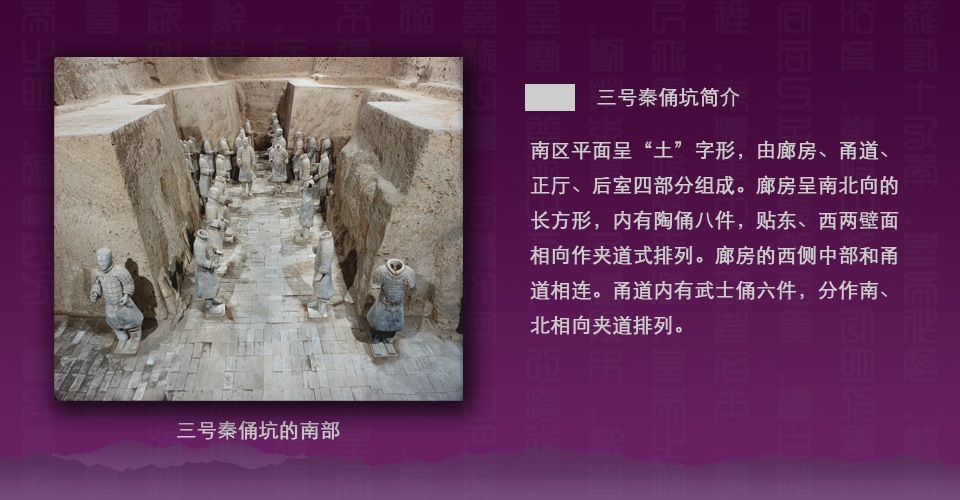 三号秦俑坑简介
南区平面呈“土”字形，由廊房、甬道、
正厅、后室四部分组成。廊房呈南北向的
长方形，内有陶俑八件，贴东、西两壁面
相向作夹道式排列。廊房的西侧中部和甬
道相连。甬道内有武士俑六件，分作南、
北相向夹道排列。
三号秦俑坑的南部